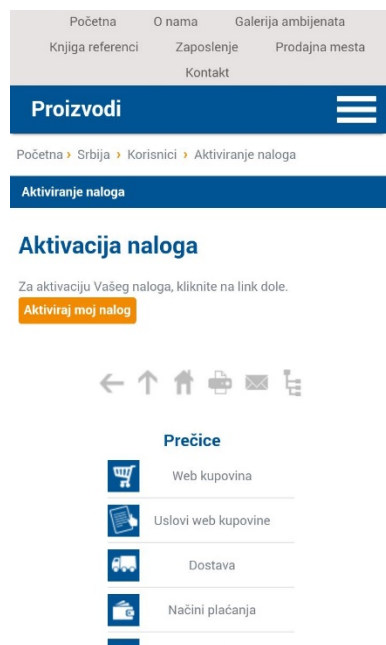 Početna O nama Galerija ambijenata
Knjiga referenci Zaposlenje Prodajna mesta
Kontakt
Proizvodi
Početna › Srbija › Korisnici › Aktiviranje naloga
Aktiviranje naloga
Aktivacija naloga
Za aktivaciju Vašeg naloga, kliknite na link dole.
Aktiviraj moj nalog
Prečice
Web kupovina
Uslovi web kupovine
Dostava
Načini plaćanja